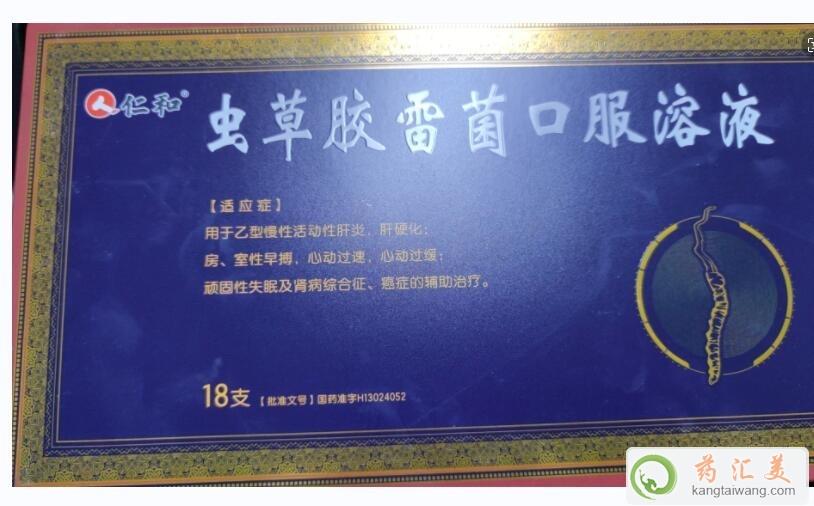 仁和®
虫草胶雷菌口服溶液
【适应症】
用于乙型慢性活动性肝炎，肝硬化；
房、室性早搏，心动过速，心动过缓；
顽固性失眠及肾病综合征、癌症的辅助治疗。
18支 【批准文号】国药准字H13024052
药汇美
kangtaiwang.com